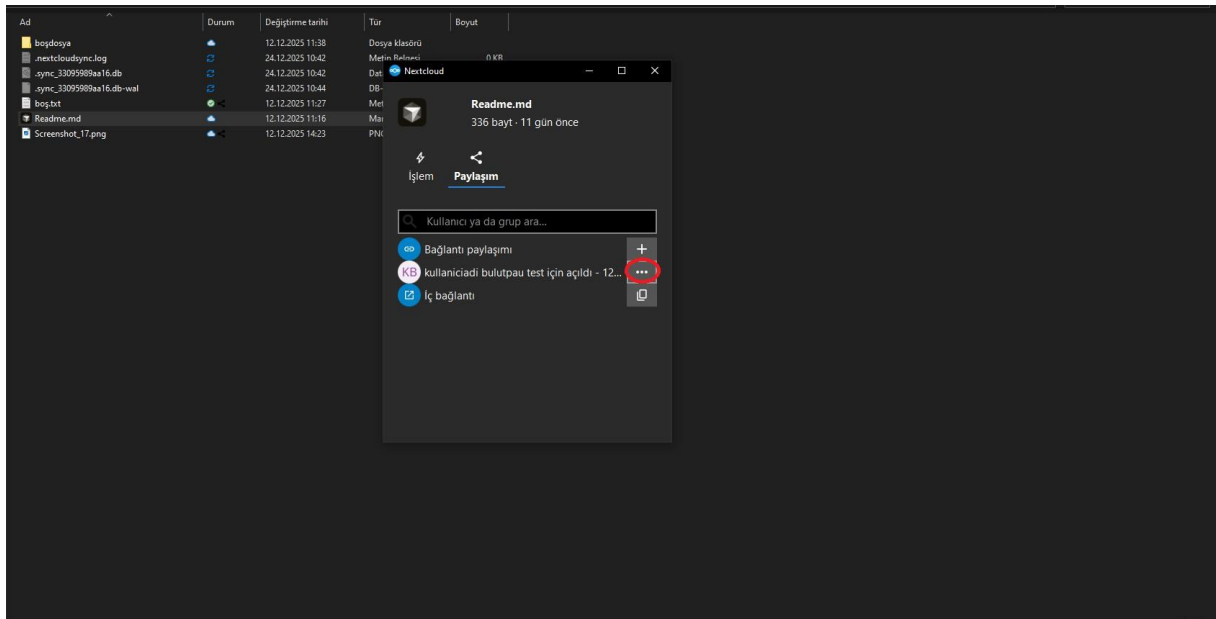 Ad Durum Değiştirme tarihi Tür Boyut
boşdosya 12.12.2025 11:38 Dosya klasörü
.nextcloudsync.log 24.12.2025 10:42 Metin Belgesi 0 KB
.sync_33095989aa16.db 24.12.2025 10:42 Dat
.sync_33095989aa16.db-wal 24.12.2025 10:44 DB-
boş.txt 12.12.2025 11:27 Met
Readme.md 12.12.2025 11:16 Mar
Screenshot_17.png 12.12.2025 14:23 PNG
Nextcloud
Readme.md
336 bayt · 11 gün önce
İşlem Paylaşım
Kullanıcı ya da grup ara...
Bağlantı paylaşımı
KB kullaniciadi bulutpau test için açıldı - 12...
İç bağlantı